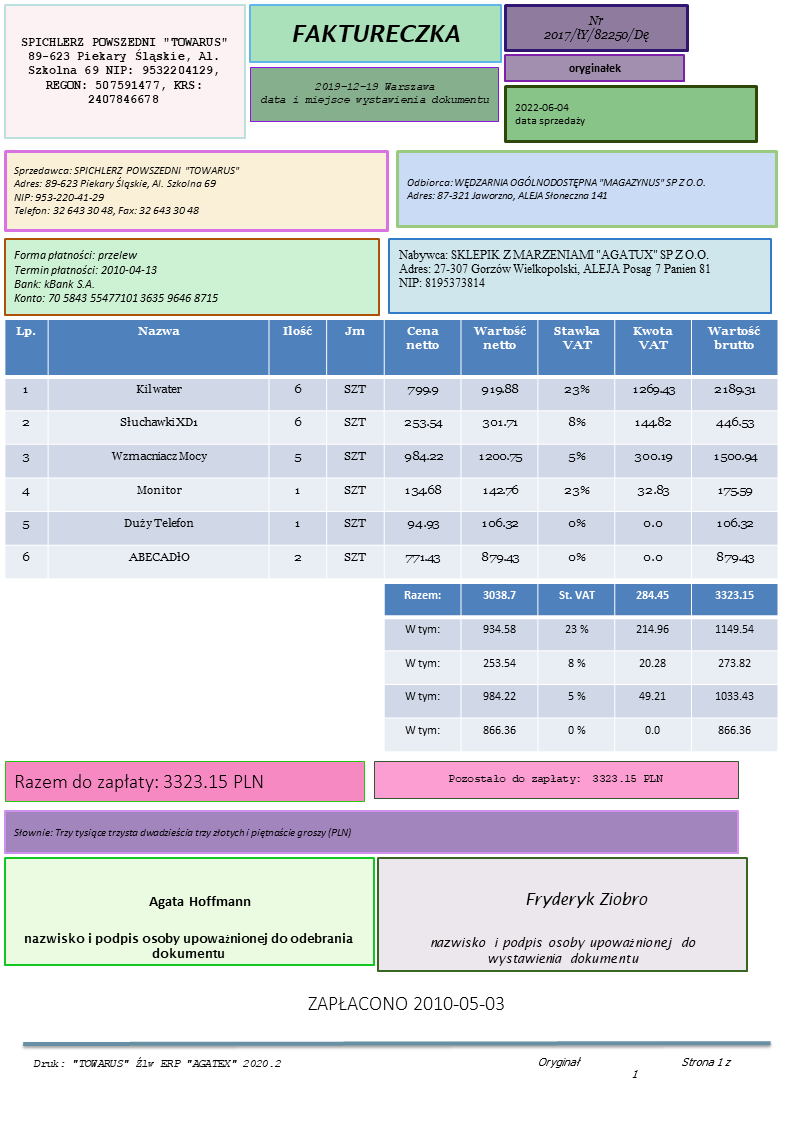 SPICHLERZ POWSZEDNI "TOWARUS"
89-623 Piekary Śląskie, Al.
Szkolna 69 NIP: 9532204129,
REGON: 507591477, KRS:
2407846678
FAKTURECZKA
2019-12-19 Warszawa
data i miejsce wystawienia dokumentu
Nr
2017/łY/82250/Dę
oryginałek
2022-06-04
data sprzedaży
Sprzedawca: SPICHLERZ POWSZEDNI "TOWARUS"
Adres: 89-623 Piekary Śląskie, Al. Szkolna 69
NIP: 953-220-41-29
Telefon: 32 643 30 48, Fax: 32 643 30 48
Odbiorca: WĘDZARNIA OGÓLNODOSTĘPNA "MAGAZYNUS" SP Z O.O.
Adres: 87-321 Jaworzno, ALEJA Słoneczna 141
Forma płatności: przelew
Termin płatności: 2010-04-13
Bank: kBank S.A.
Konto: 70 5843 55477101 3635 9646 8715
Nabywca: SKLEPIK Z MARZENIAMI "AGATUX" SP Z O.O.
Adres: 27-307 Gorzów Wielkopolski, ALEJA Posag 7 Panien 81
NIP: 8195373814
Lp. Nazwa Ilość Jm Cena netto Wartość netto Stawka VAT Kwota VAT Wartość brutto
1 Kilwater 6 SZT 799.9 919.88 23% 1269.43 2189.31
2 Słuchawki XD1 6 SZT 253.54 301.71 8% 144.82 446.53
3 Wzmacniacz Mocy 5 SZT 984.22 1200.75 5% 300.19 1500.94
4 Monitor 1 SZT 134.68 142.76 23% 32.83 175.59
5 Duży Telefon 1 SZT 94.93 106.32 0% 0.0 106.32
6 ABECADłO 2 SZT 771.43 879.43 0% 0.0 879.43
Razem: 3038.7 St. VAT 284.45 3323.15
W tym: 934.58 23 % 214.96 1149.54
W tym: 253.54 8 % 20.28 273.82
W tym: 984.22 5 % 49.21 1033.43
W tym: 866.36 0 % 0.0 866.36
Razem do zapłaty: 3323.15 PLN
Pozostało do zapłaty: 3323.15 PLN
Słownie: Trzy tysiące trzysta dwadzieścia trzy złotych i piętnaście groszy (PLN)
Agata Hoffmann
nazwisko i podpis osoby upoważnionej do odebrania
dokumentu
Fryderyk Ziobro
nazwisko i podpis osoby upoważnionej do
wystawienia dokumentu
ZAPŁACONO 2010-05-03
Druk: "TOWARUS" Źlw ERP "AGATEX" 2020.2
Oryginał Strona 1 z
1